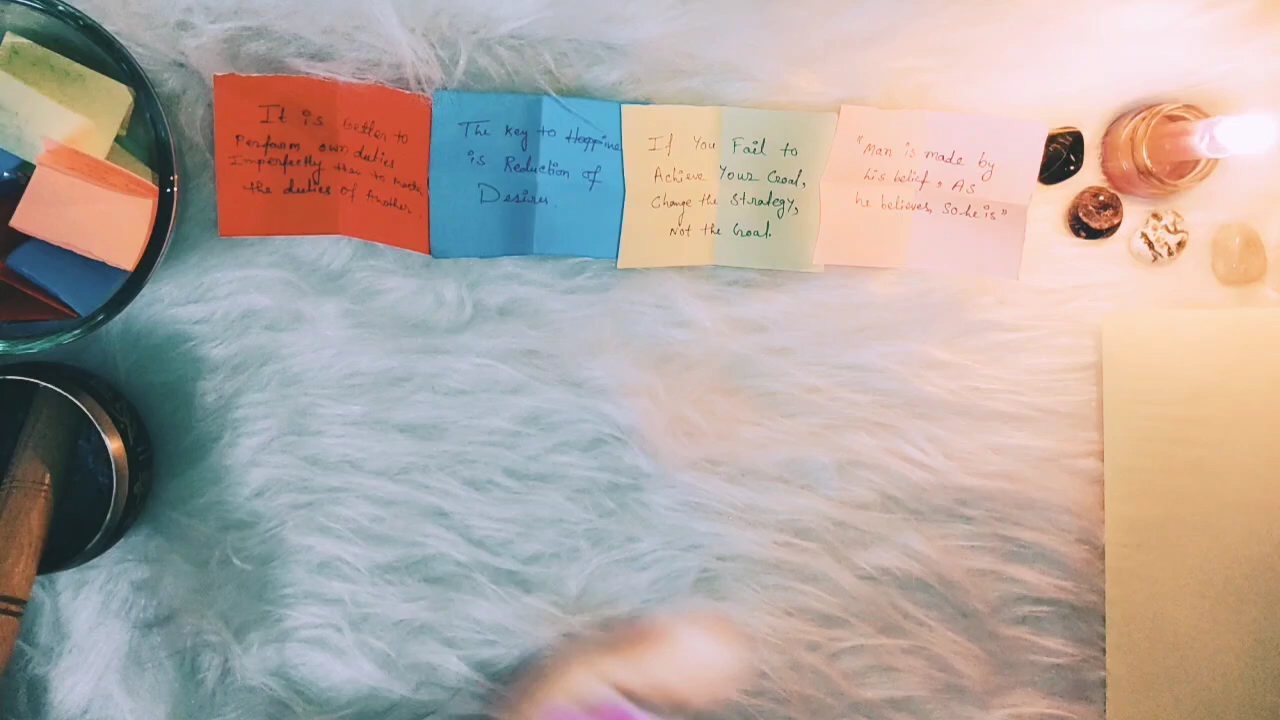 It is better to
Perform own duties
Imperfectly than to master
the duties of Another.
The key to Happine
is Reduction of
Desires.
If You Fail to
Achieve Your Goal,
Change the Strategy,
Not the Goal.
"Man is made by
his belief, As
he believes, So he is"